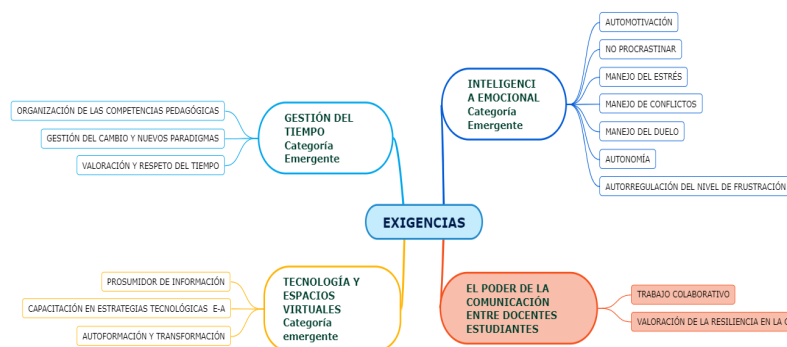 AUTOMOTIVACIÓN
NO PROCRASTINAR
MANEJO DEL ESTRÉS
MANEJO DE CONFLICTOS
MANEJO DEL DUELO
AUTONOMÍA
AUTORREGULACIÓN DEL NIVEL DE FRUSTRACIÓN
INTELIGENCI
A EMOCIONAL
Categoría
Emergente
GESTIÓN DEL
TIEMPO
Categoría
Emergente
ORGANIZACIÓN DE LAS COMPETENCIAS PEDAGÓGICAS
GESTIÓN DEL CAMBIO Y NUEVOS PARADIGMAS
VALORACIÓN Y RESPETO DEL TIEMPO
EXIGENCIAS
TECNOLOGÍA Y
ESPACIOS
VIRTUALES
Categoría
emergente
PROSUMIDOR DE INFORMACIÓN
CAPACITACIÓN EN ESTRATEGIAS TECNOLÓGICAS E-A
AUTOFORMACIÓN Y TRANSFORMACIÓN
EL PODER DE LA
COMUNICACIÓN
ENTRE DOCENTES
ESTUDIANTES
TRABAJO COLABORATIVO
VALORACIÓN DE LA RESILIENCIA EN LA